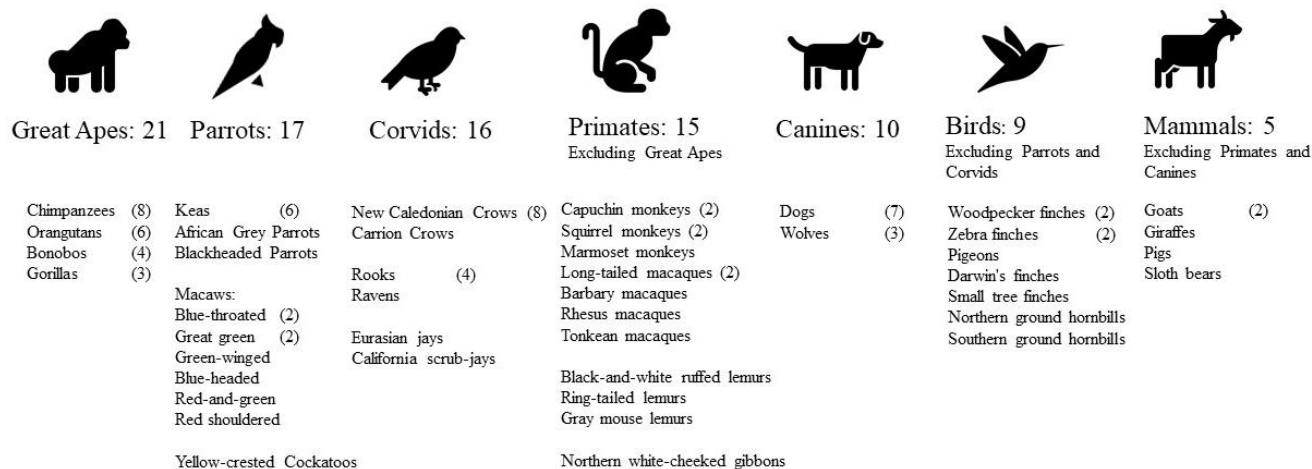 Great Apes: 21
Chimpanzees (8)
Orangutans (6)
Bonobos (4)
Gorillas (3)
Parrots: 17
Keas (6)
African Grey Parrots
Blackheaded Parrots
Macaws:
Blue-throated (2)
Great green (2)
Green-winged
Blue-headed
Red-and-green
Red shouldered
Yellow-crested Cockatoos
Corvids: 16
New Caledonian Crows (8)
Carrion Crows
Rooks (4)
Ravens
Eurasian jays
California scrub-jays
Primates: 15
Excluding Great Apes
Capuchin monkeys (2)
Squirrel monkeys (2)
Marmoset monkeys
Long-tailed macaques (2)
Barbary macaques
Rhesus macaques
Tonkean macaques
Black-and-white ruffed lemurs
Ring-tailed lemurs
Gray mouse lemurs
Northern white-cheeked gibbons
Canines: 10
Dogs (7)
Wolves (3)
Birds: 9
Excluding Parrots and
Corvids
Woodpecker finches (2)
Zebra finches (2)
Pigeons
Darwin's finches
Small tree finches
Northern ground hornbills
Southern ground hornbills
Mammals: 5
Excluding Primates and
Canines
Goats (2)
Giraffes
Pigs
Sloth bears